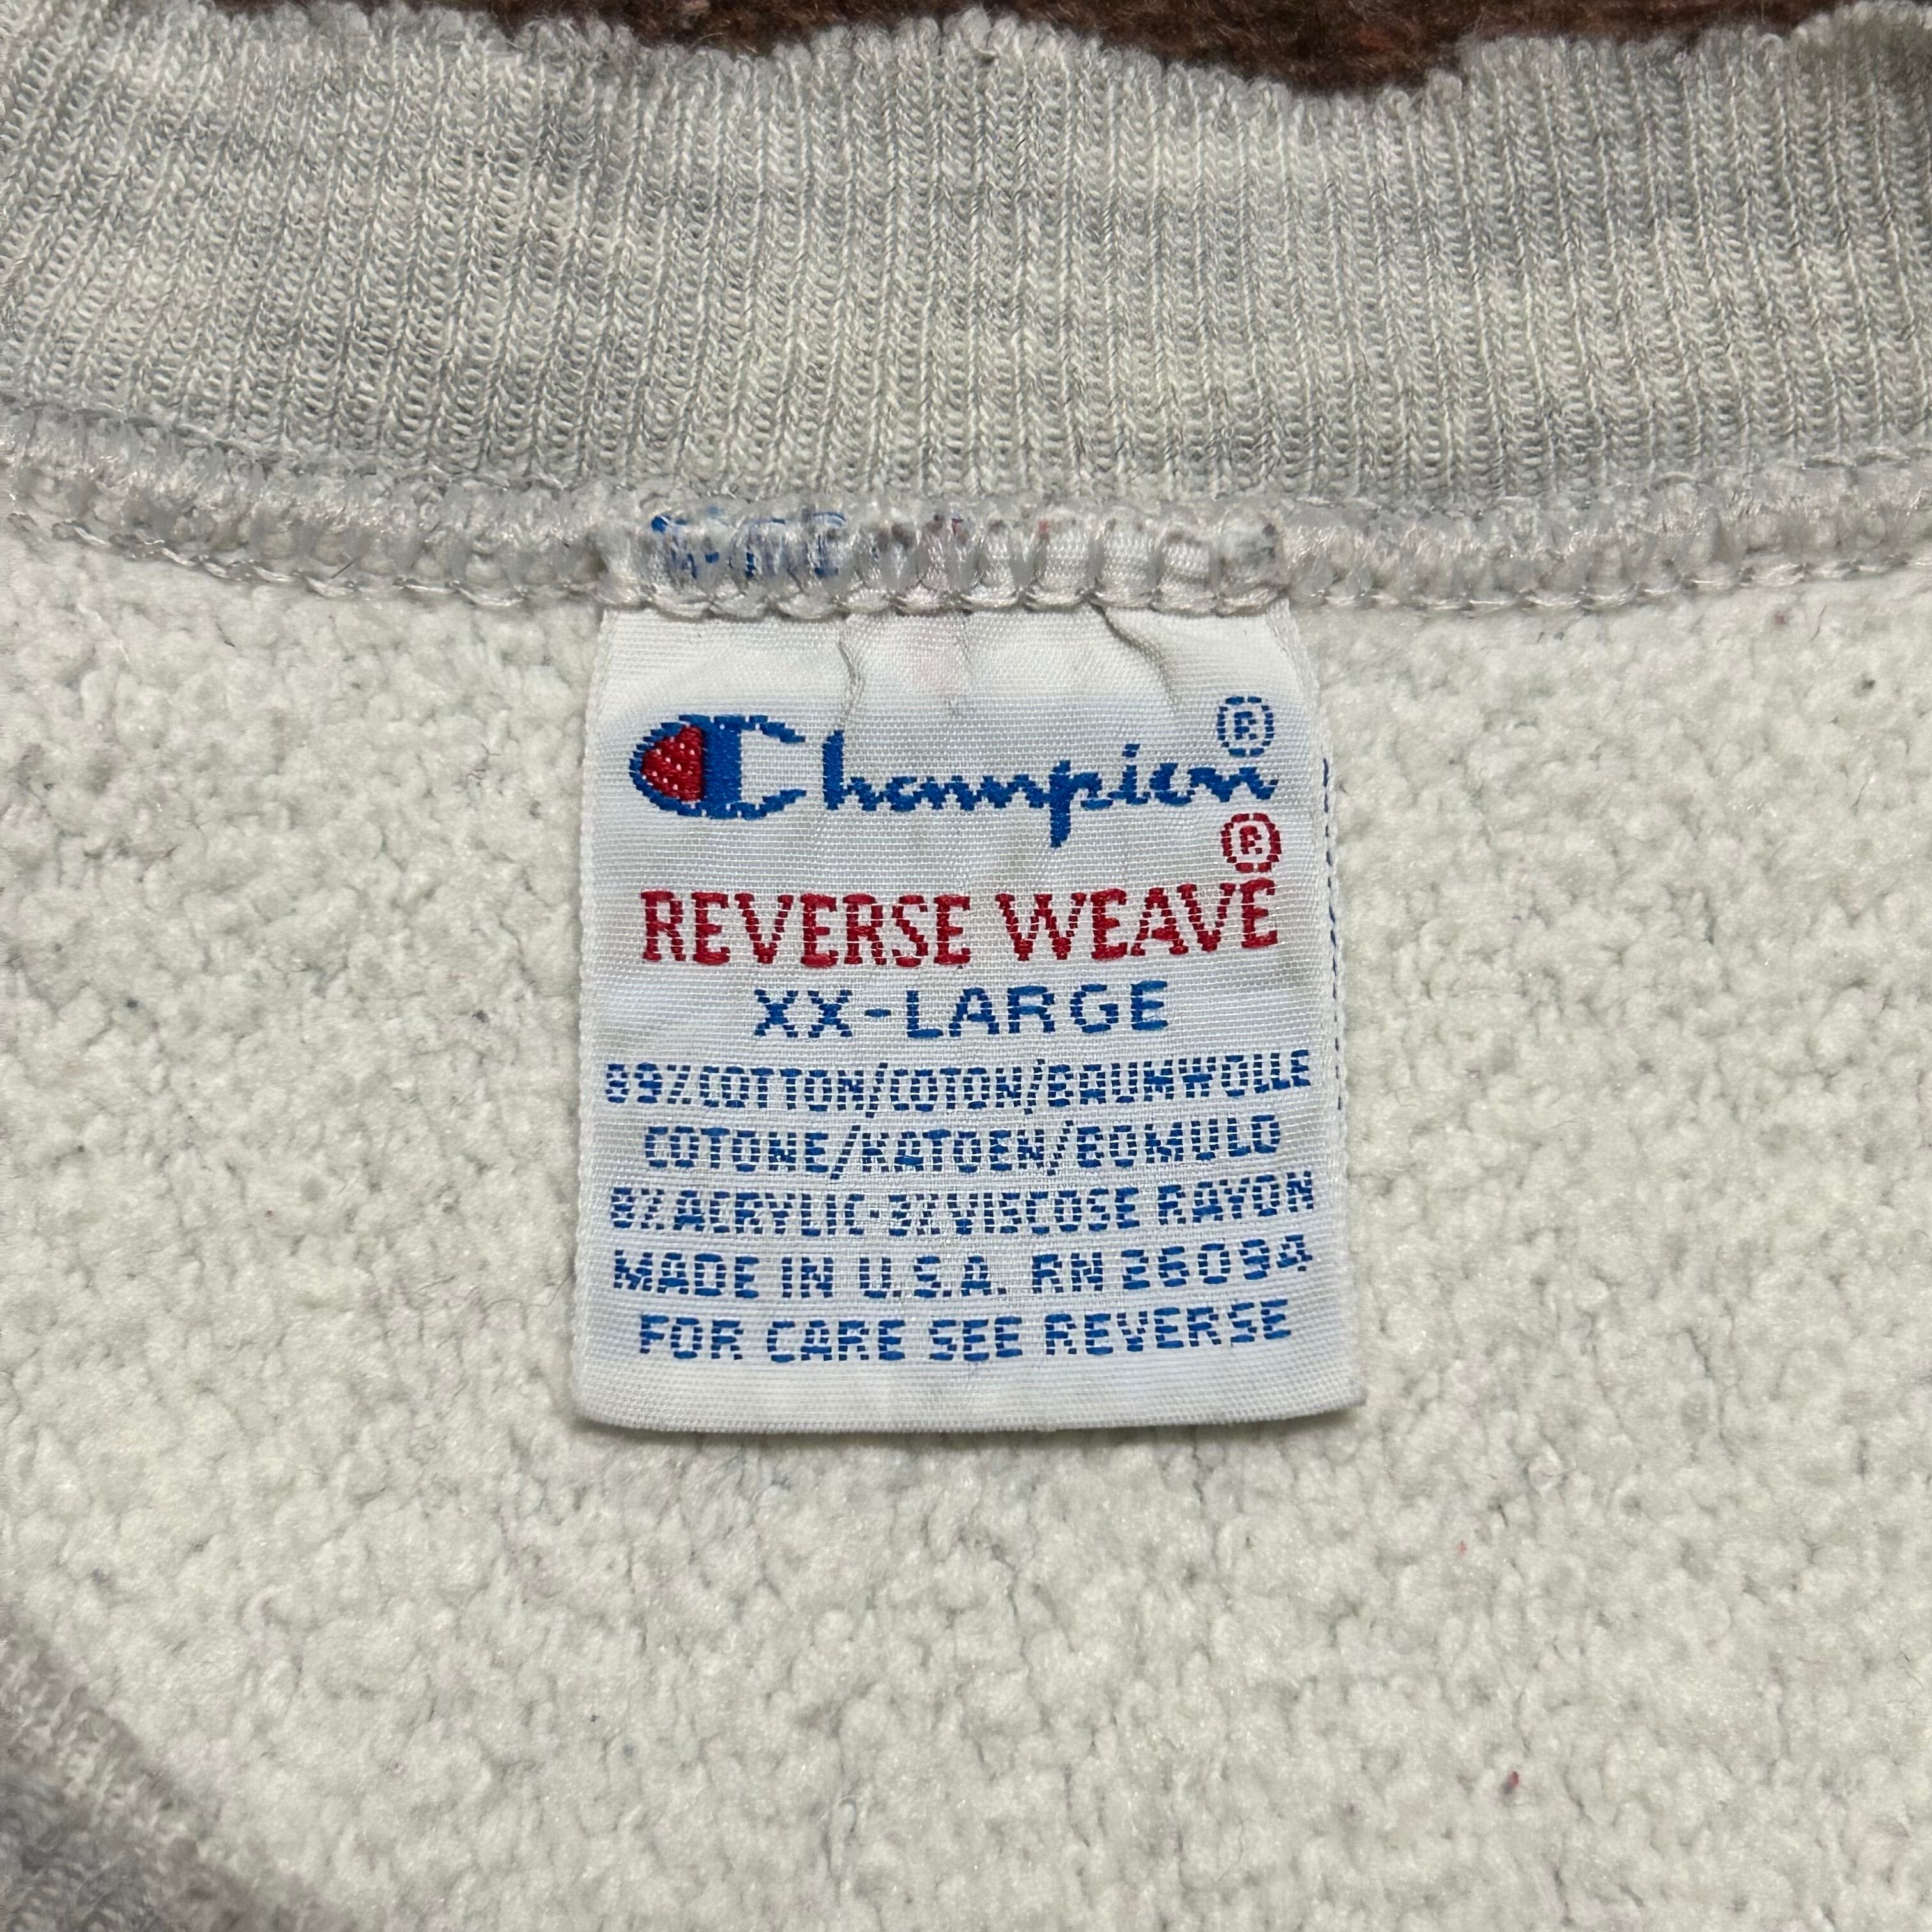 Champion®
REVERSE WEAVE®
XX-LARGE
89% COTTON/COTON/BAUMWOLLE
COTONE/KATOEN/BOMULD
8% ACRYLIC-3% VISCOSE RAYON
MADE IN U.S.A. RN 26094
FOR CARE SEE REVERSE